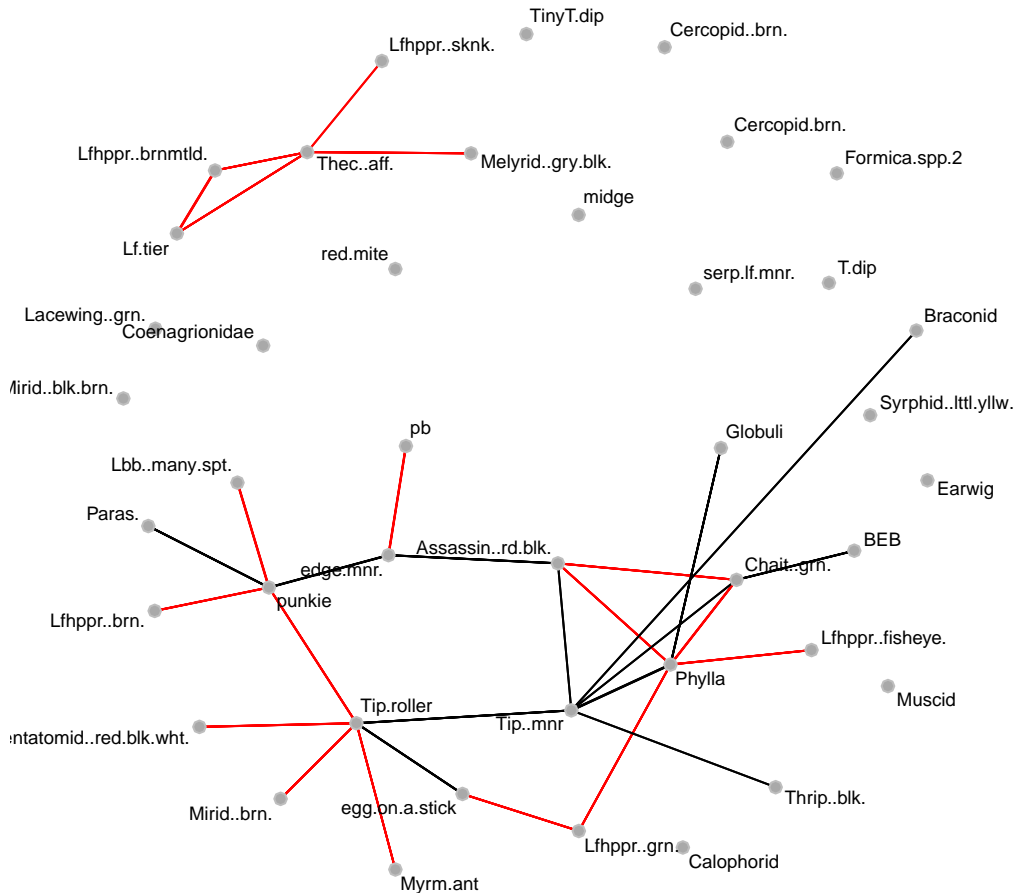 TinyT.dip
Cercopid..brn.
Lfhppr..sknk.
Cercopid.brn.
Lfhppr..brnmtld.
Thec..aff.
Melyrid..gry.blk.
Formica.spp.2
midge
Lf.tier
red.mite
serp.lf.mnr.
T.dip
Lacewing..grn.
Coenagrionidae
Braconid
Mirid..blk.brn.
Syrphid..lttl.yllw.
pb
Globuli
Lbb..many.spt.
Earwig
Paras.
Assassin..rd.blk.
BEB
edge.mnr.
Chait..grn.
punkie
Lfhppr..brn.
Lfhppr..fisheye.
Phylla
Muscid
Tip.roller
Tip..mnr
entatomid..red.blk.wht.
Thrip..blk.
egg.on.a.stick
Mirid..brn.
Lfhppr..grn.
Calophorid
Myrm.ant